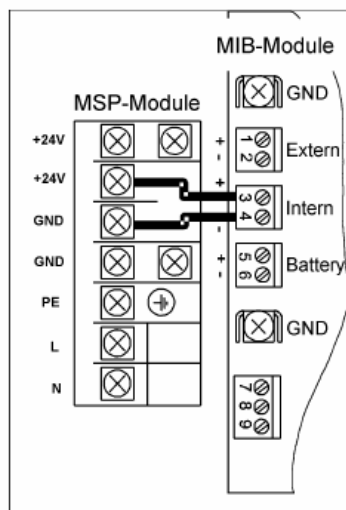 MIB-Module
MSP-Module
GND
+24V
+
1
2
-
Extern
+24V
+
3
4
-
Intern
GND
GND
+
5
6
-
Battery
PE
GND
L
N
7
8
9